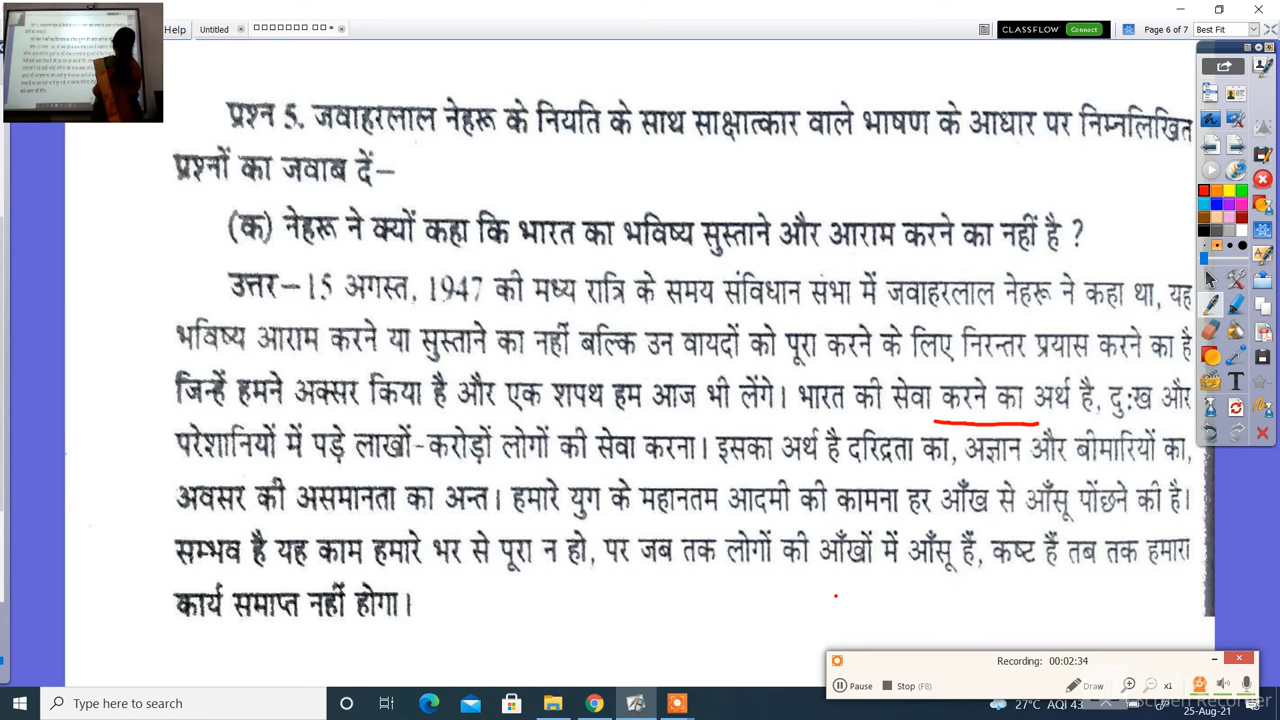 Help Untitled CLASSFLOW Connect Page 6 of 7 Best Fit
प्रश्न 5. जवाहरलाल नेहरू के नियति के साथ साक्षात्कार वाले भाषण के आधार पर निम्नलिखित
प्रश्नों का जवाब दें–
(क) नेहरू ने क्यों कहा कि भारत का भविष्य सुस्ताने और आराम करने का नहीं है ?
उत्तर–15 अगस्त, 1947 की मध्य रात्रि के समय संविधान सभा में जवाहरलाल नेहरू ने कहा था, यह
भविष्य आराम करने या सुस्ताने का नहीं बल्कि उन वायदों को पूरा करने के लिए निरन्तर प्रयास करने का है
जिन्हें हमने अक्सर किया है और एक शपथ हम आज भी लेंगे। भारत की सेवा करने का अर्थ है, दुःख और
परेशानियों में पड़े लाखों-करोड़ों लोगों की सेवा करना। इसका अर्थ है दरिद्रता का, अज्ञान और बीमारियों का,
अवसर की असमानता का अन्त। हमारे युग के महानतम आदमी की कामना हर आँख से आँसू पोंछने की है।
सम्भव है यह काम हमारे भर से पूरा न हो, पर जब तक लोगों की आँखों में आँसू हैं, कष्ट हैं तब तक हमारा
कार्य समाप्त नहीं होगा।
Recording: 00:02:34
Pause Stop (F8) Draw x1
Type here to search 27°C AQI 43
25-Aug-21